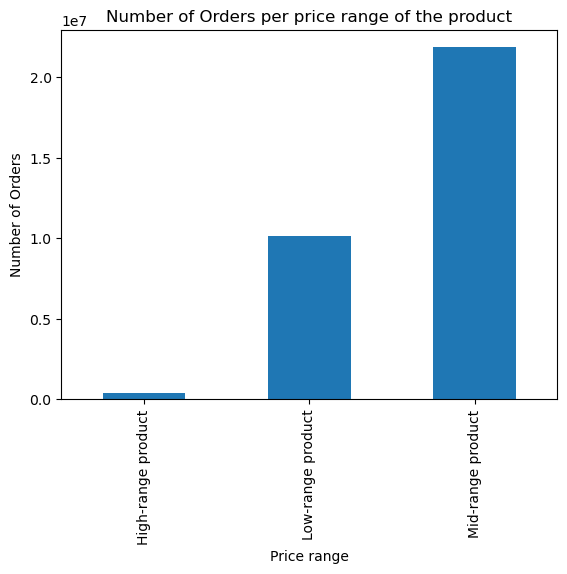 Number of Orders per price range of the product
1e7
2.0
1.5
1.0
0.5
0.0
Number of Orders
High-range product
Low-range product
Mid-range product
Price range